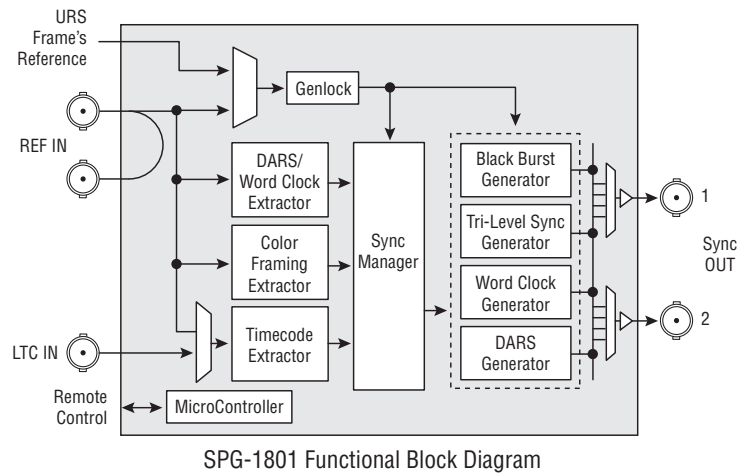 URS
Frame's
Reference
REF IN
LTC IN
Remote
Control
Genlock
DARS/
Word Clock
Extractor
Color
Framing
Extractor
Timecode
Extractor
MicroController
Sync
Manager
Black Burst
Generator
Tri-Level Sync
Generator
Word Clock
Generator
DARS
Generator
1
Sync
OUT
2
SPG-1801 Functional Block Diagram